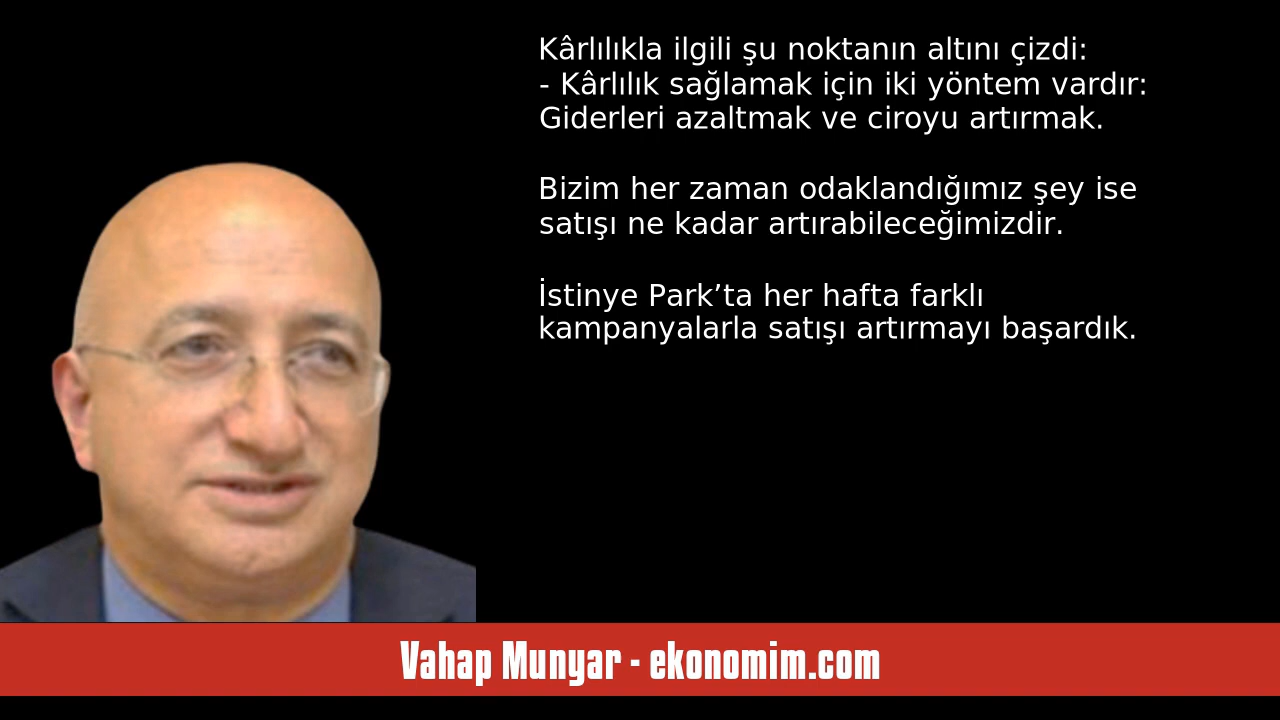 Kârlılıkla ilgili şu noktanın altını çizdi:
- Kârlılık sağlamak için iki yöntem vardır:
Giderleri azaltmak ve ciroyu artırmak.
Bizim her zaman odaklandığımız şey ise
satışı ne kadar artırabileceğimizdir.
İstinye Park’ta her hafta farklı
kampanyalarla satışı artırmayı başardık.
Vahap Munyar - ekonomim.com